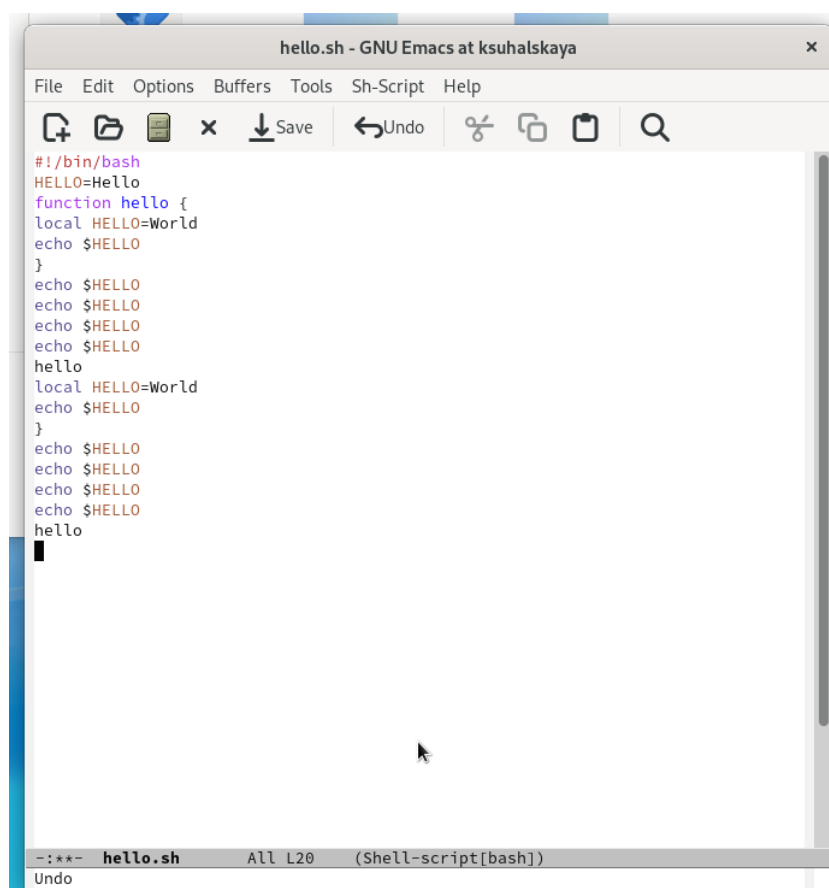 hello.sh - GNU Emacs at ksuhalskaya ×
File Edit Options Buffers Tools Sh-Script Help
Save Undo
#!/bin/bash
HELLO=Hello
function hello {
local HELLO=World
echo $HELLO
}
echo $HELLO
echo $HELLO
echo $HELLO
echo $HELLO
hello
local HELLO=World
echo $HELLO
}
echo $HELLO
echo $HELLO
echo $HELLO
echo $HELLO
hello
-:**- hello.sh All L20 (Shell-script[bash])
Undo